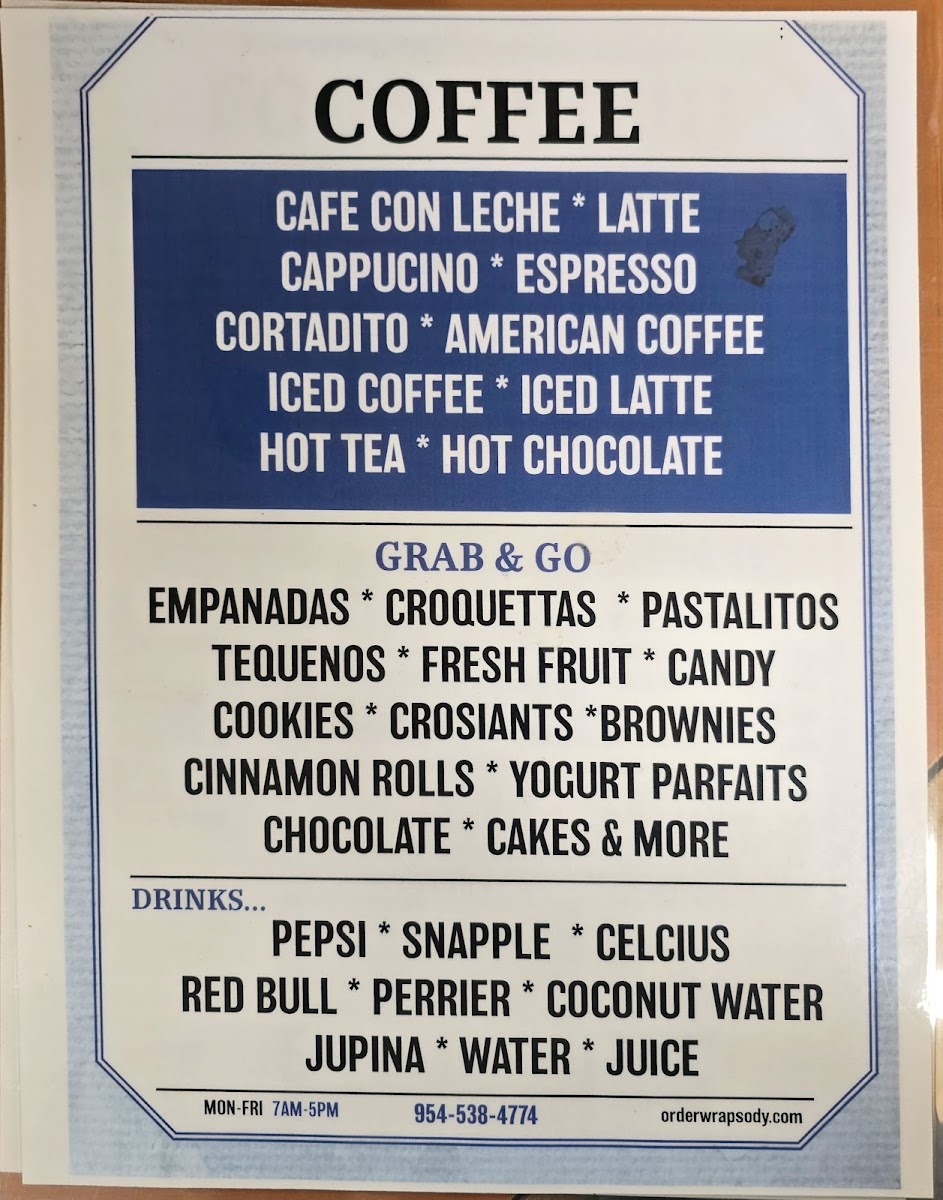 COFFEE
CAFE CON LECHE * LATTE
CAPPUCINO * ESPRESSO
CORTADITO * AMERICAN COFFEE
ICED COFFEE * ICED LATTE
HOT TEA * HOT CHOCOLATE
GRAB & GO
EMPANADAS * CROQUETTAS * PASTALITOS
TEQUENOS * FRESH FRUIT * CANDY
COOKIES * CROSIANTS *BROWNIES
CINNAMON ROLLS * YOGURT PARFAITS
CHOCOLATE * CAKES & MORE
DRINKS...
PEPSI * SNAPPLE * CELCIUS
RED BULL * PERRIER * COCONUT WATER
JUPINA * WATER * JUICE
MON-FRI 7AM-5PM 954-538-4774 orderwrapsody.com